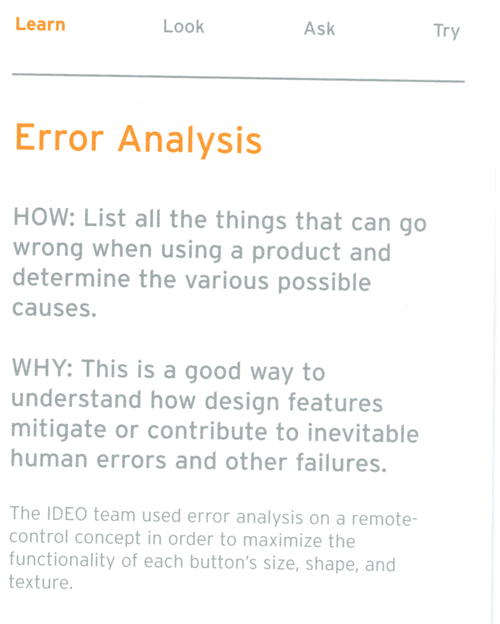 Learn Look Ask Try
Error Analysis
HOW: List all the things that can go
wrong when using a product and
determine the various possible
causes.
WHY: This is a good way to
understand how design features
mitigate or contribute to inevitable
human errors and other failures.
The IDEO team used error analysis on a remote-
control concept in order to maximize the
functionality of each button's size, shape, and
texture.